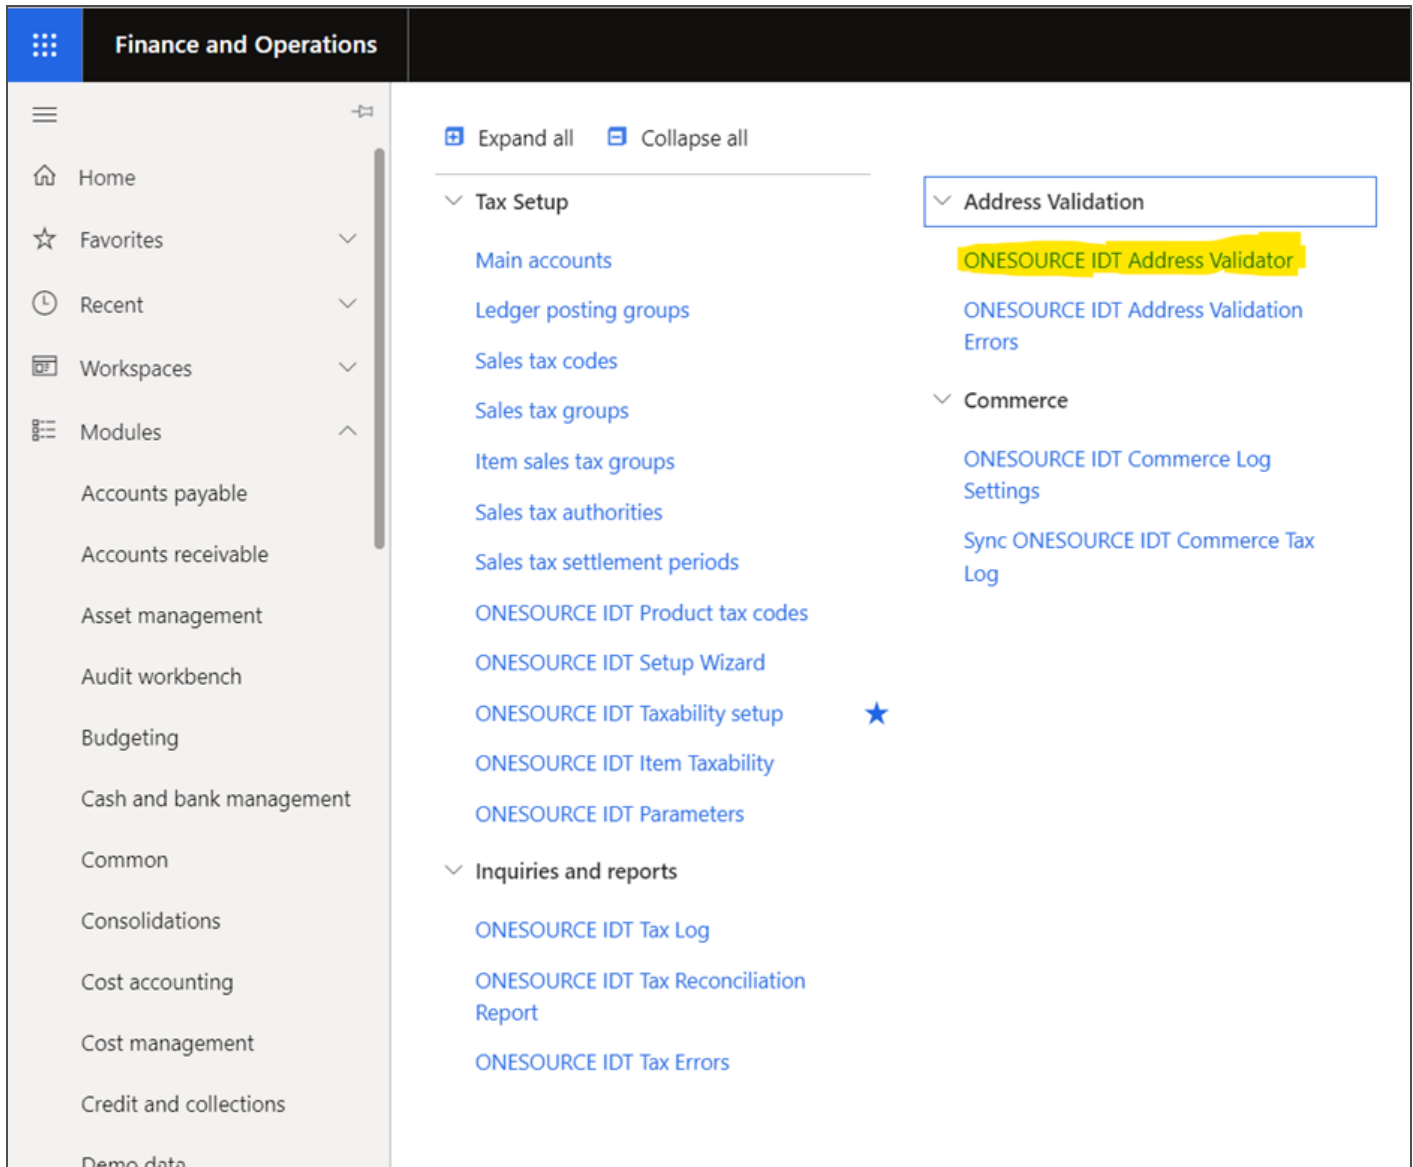 Finance and Operations
Home
Favorites
Recent
Workspaces
Modules
Accounts payable
Accounts receivable
Asset management
Audit workbench
Budgeting
Cash and bank management
Common
Consolidations
Cost accounting
Cost management
Credit and collections
Demo data
Expand all
Collapse all
Tax Setup
Main accounts
Ledger posting groups
Sales tax codes
Sales tax groups
Item sales tax groups
Sales tax authorities
Sales tax settlement periods
ONESOURCE IDT Product tax codes
ONESOURCE IDT Setup Wizard
ONESOURCE IDT Taxability setup
ONESOURCE IDT Item Taxability
ONESOURCE IDT Parameters
Inquiries and reports
ONESOURCE IDT Tax Log
ONESOURCE IDT Tax Reconciliation
Report
ONESOURCE IDT Tax Errors
Address Validation
ONESOURCE IDT Address Validator
ONESOURCE IDT Address Validation
Errors
Commerce
ONESOURCE IDT Commerce Log
Settings
Sync ONESOURCE IDT Commerce Tax
Log